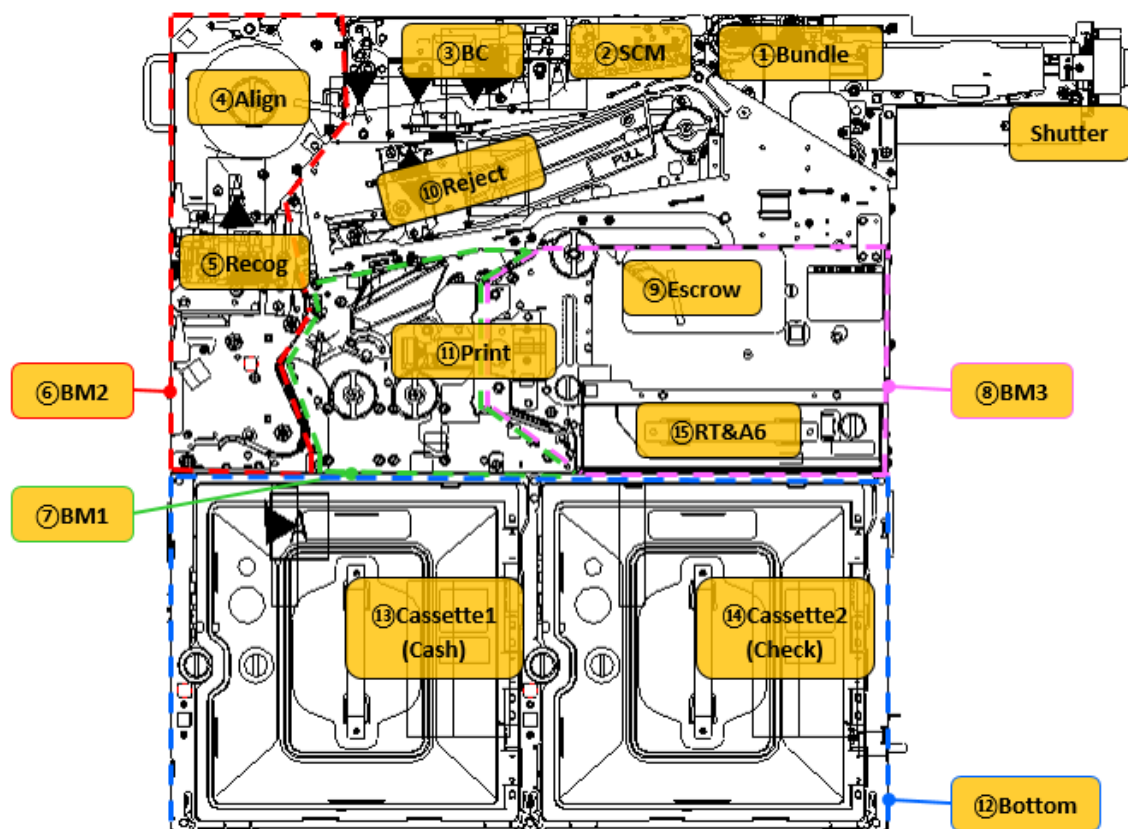 ③BC
②SCM
①Bundle
④Align
Shutter
PULL
⑩Reject
⑤Recog
⑨Escrow
⑪Print
⑥BM2
⑧BM3
⑮RT&A6
⑦BM1
A
⑬Cassette1
(Cash)
⑭Cassette2
(Check)
⑫Bottom